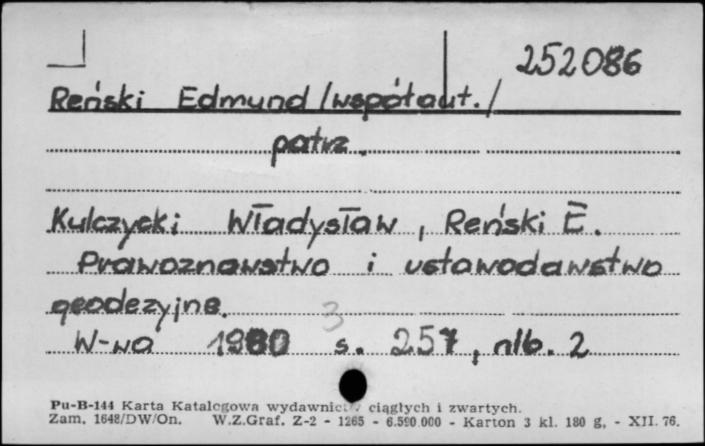 252086
Reński Edmund /współaut./
patrz.
Kulczycki Władysław, Reński E.
Prawoznawstwo i ustawodawstwo
geodezyjne.
3
W-wa 1980 s. 257, nlb. 2
Pu-B-144 Karta Katalogowa wydawnictw ciągłych i zwartych.
Zam. 1648/DW/On. W.Z.Graf. Z-2 - 1265 - 6.590.000 - Karton 3 kl. 180 g, - XII. 76.